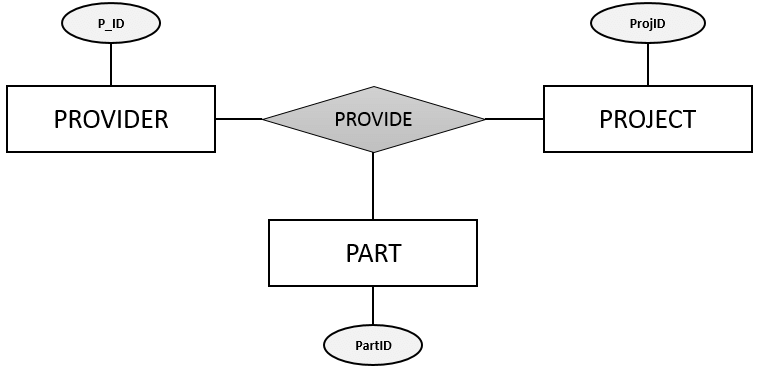 P_ID
ProjID
PROVIDER
PROVIDE
PROJECT
PART
PartID